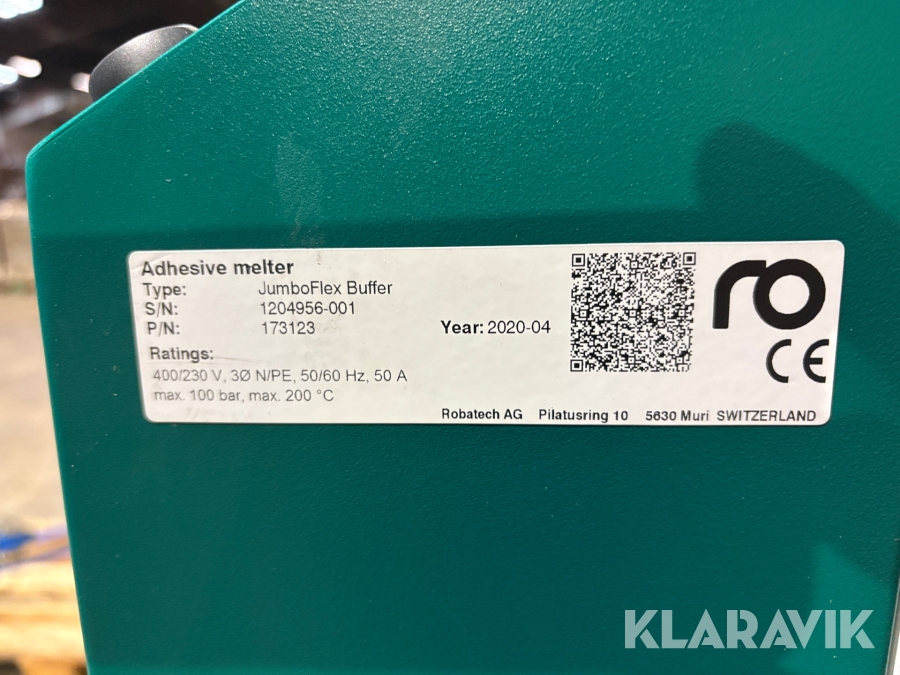 Adhesive melter
Type: JumboFlex Buffer
S/N: 1204956-001
P/N: 173123
Year: 2020-04
Ratings:
400/230 V, 3Ø N/PE, 50/60 Hz, 50 A
max. 100 bar, max. 200 °C
ro
CE
Robatech AG Pilatusring 10 5630 Muri SWITZERLAND
KLARAVIK